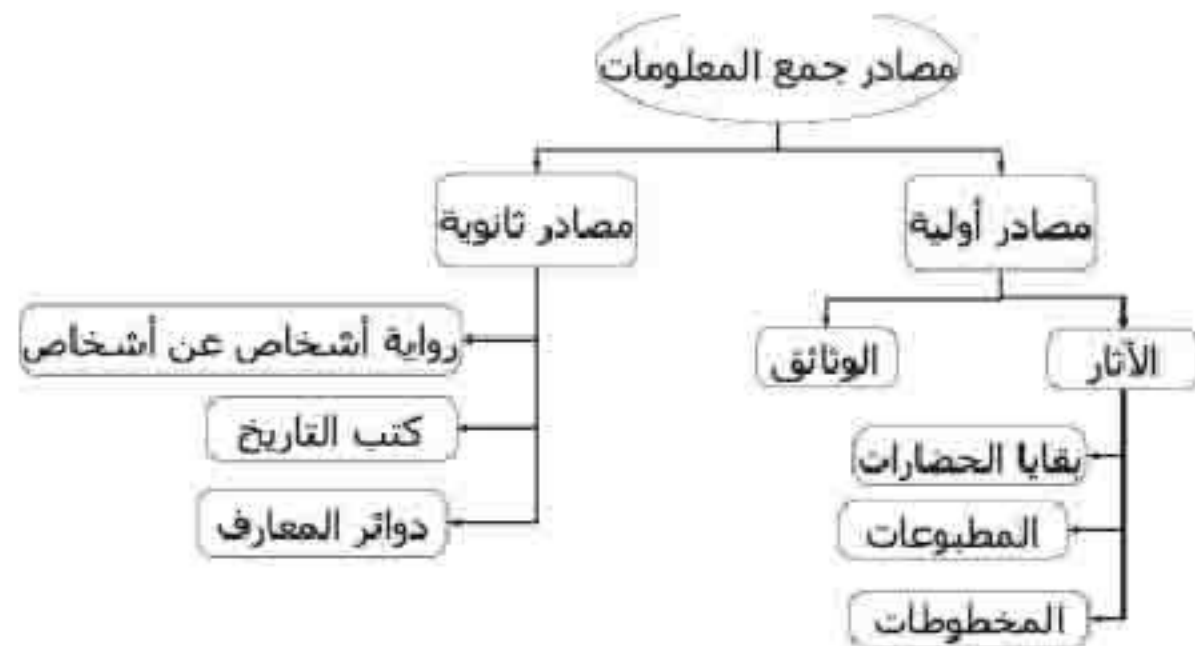 مصادر جمع المعلومات
مصادر أولية
مصادر ثانوية
الآثار
الوثائق
رواية أشخاص عن أشخاص
كتب التاريخ
بقايا الحضارات
دوائر المعارف
المطبوعات
المخطوطات